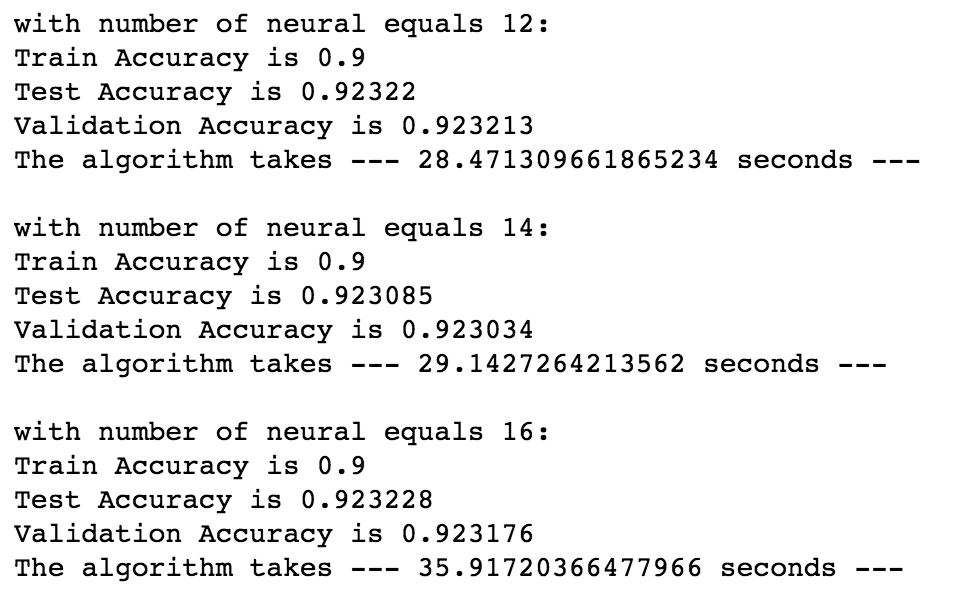 with number of neural equals 12:
Train Accuracy is 0.9
Test Accuracy is 0.92322
Validation Accuracy is 0.923213
The algorithm takes --- 28.471309661865234 seconds ---
with number of neural equals 14:
Train Accuracy is 0.9
Test Accuracy is 0.923085
Validation Accuracy is 0.923034
The algorithm takes --- 29.1427264213562 seconds ---
with number of neural equals 16:
Train Accuracy is 0.9
Test Accuracy is 0.923228
Validation Accuracy is 0.923176
The algorithm takes --- 35.91720366477966 seconds ---